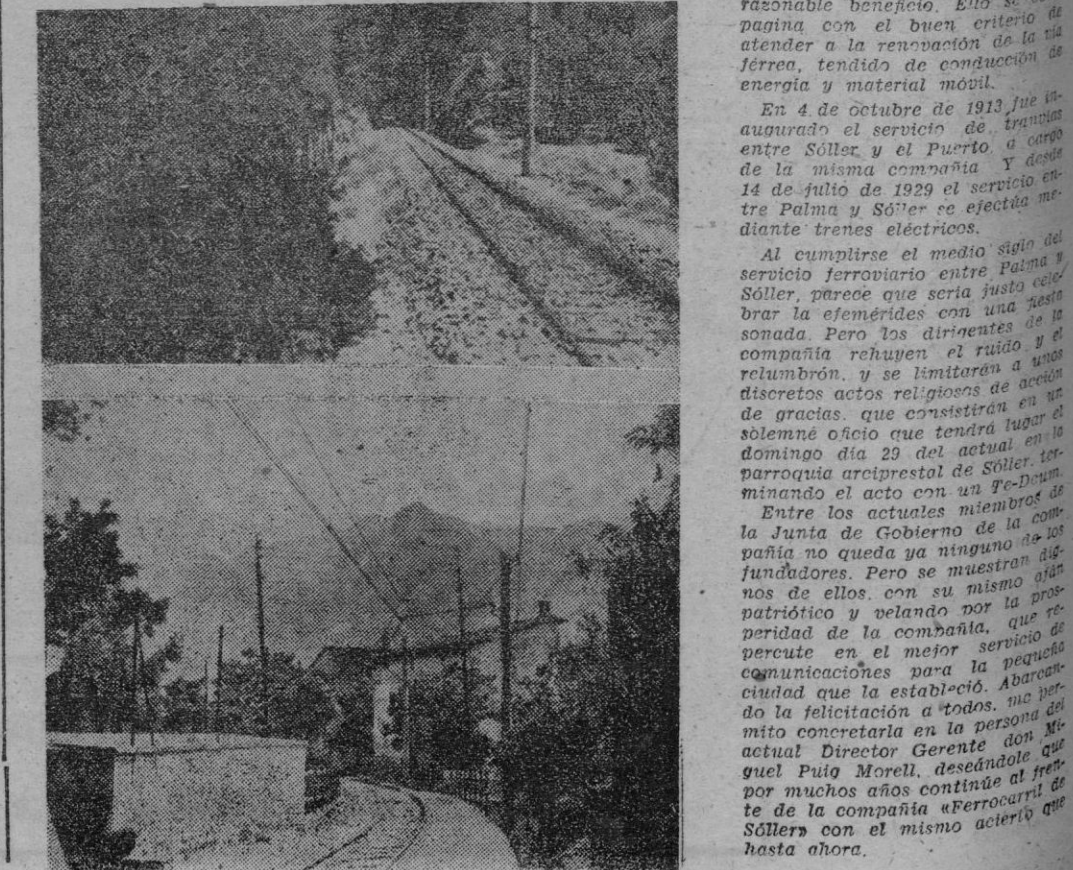 razonable beneficio. Ello se
pagina con el buen criterio de
atender a la renovación de la vía
férrea, tendido de conducción de
energía y material móvil.
En 4 de octubre de 1913 fue in-
augurado el servicio de tranvías
entre Sóller y el Puerto, a cargo
de la misma compañía Y desde
14 de julio de 1929 el servicio en-
tre Palma y Sóller se ejectúa me-
diante trenes eléctricos.
Al cumplirse el medio siglo del
servicio ferroviario entre Palma y
Sóller, parece que sería justo cele-
brar la efemérides con una fiesta
sonada. Pero los dirigentes de la
compañía rehuyen el ruido y el
relumbrón, y se limitarán a unos
discretos actos religiosos de acción
de gracias. que consistirán en un
solemne oficio que tendrá lugar el
domingo día 29 del actual en la
parroquia arciprestal de Sóller. ter-
minando el acto con un Te-Deum.
Entre los actuales miembros de
la Junta de Gobierno de la com-
pañía no queda ya ninguno de los
fundadores. Pero se muestran dig-
nos de ellos. con su mismo afán
patriótico y velando por la pros-
peridad de la compañía, que re-
percute en el mejor servicio de
comunicaciones para la pequeña
ciudad que la estableció. Abarcan-
do la felicitación a todos. me per-
mito concretarla en la persona del
actual Director Gerente don Mi-
guel Puig Morell, deseándole que
por muchos años continúe al fren-
te de la compañía «Ferrocarril de
Sóller» con el mismo acierto que
hasta ahora.